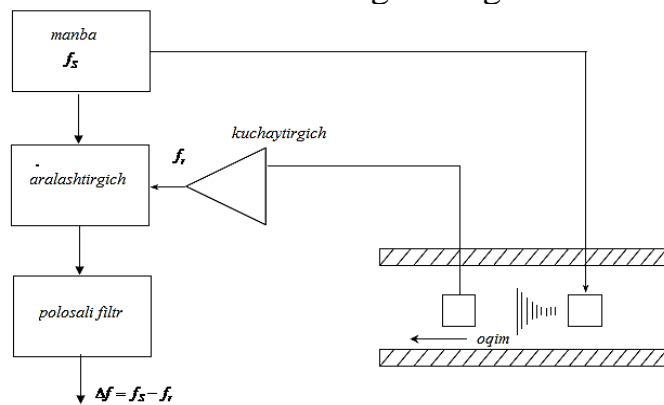 manba
fS
kuchaytirgich
fr
aralashtirgich
polosali filtr
oqim
Δf = fS – fr